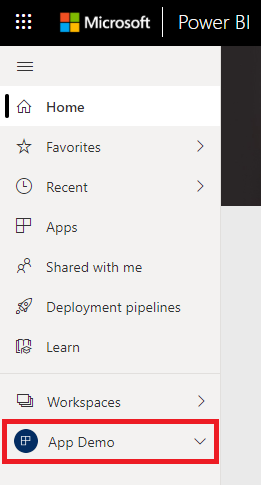 Microsoft Power BI
Home
Favorites
Recent
Apps
Shared with me
Deployment pipelines
Learn
Workspaces
App Demo